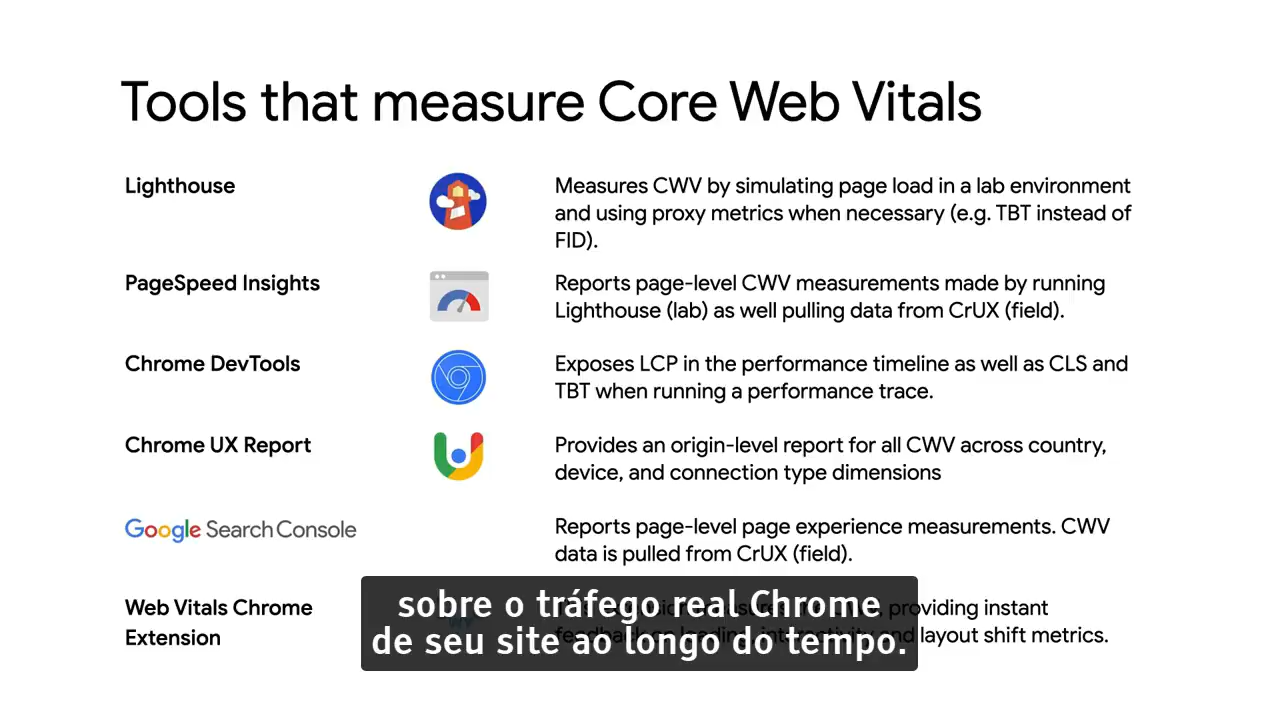 Tools that measure Core Web Vitals
Lighthouse
Measures CWV by simulating page load in a lab environment
and using proxy metrics when necessary (e.g. TBT instead of
FID).
PageSpeed Insights
Reports page-level CWV measurements made by running
Lighthouse (lab) as well pulling data from CrUX (field).
Chrome DevTools
Exposes LCP in the performance timeline as well as CLS and
TBT when running a performance trace.
Chrome UX Report
Provides an origin-level report for all CWV across country,
device, and connection type dimensions
Google Search Console
Reports page-level page experience measurements. CWV
data is pulled from CrUX (field).
Web Vitals Chrome
Extension
providing instant
layout shift metrics.
sobre o tráfego real Chrome
de seu site ao longo do tempo.